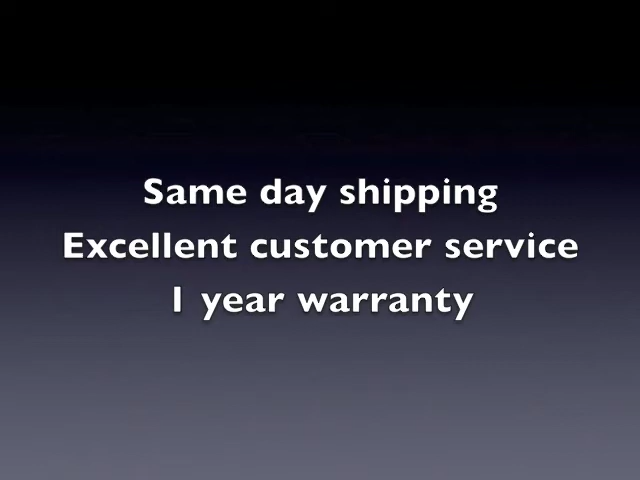 Same day shipping
Excellent customer service
1 year warranty